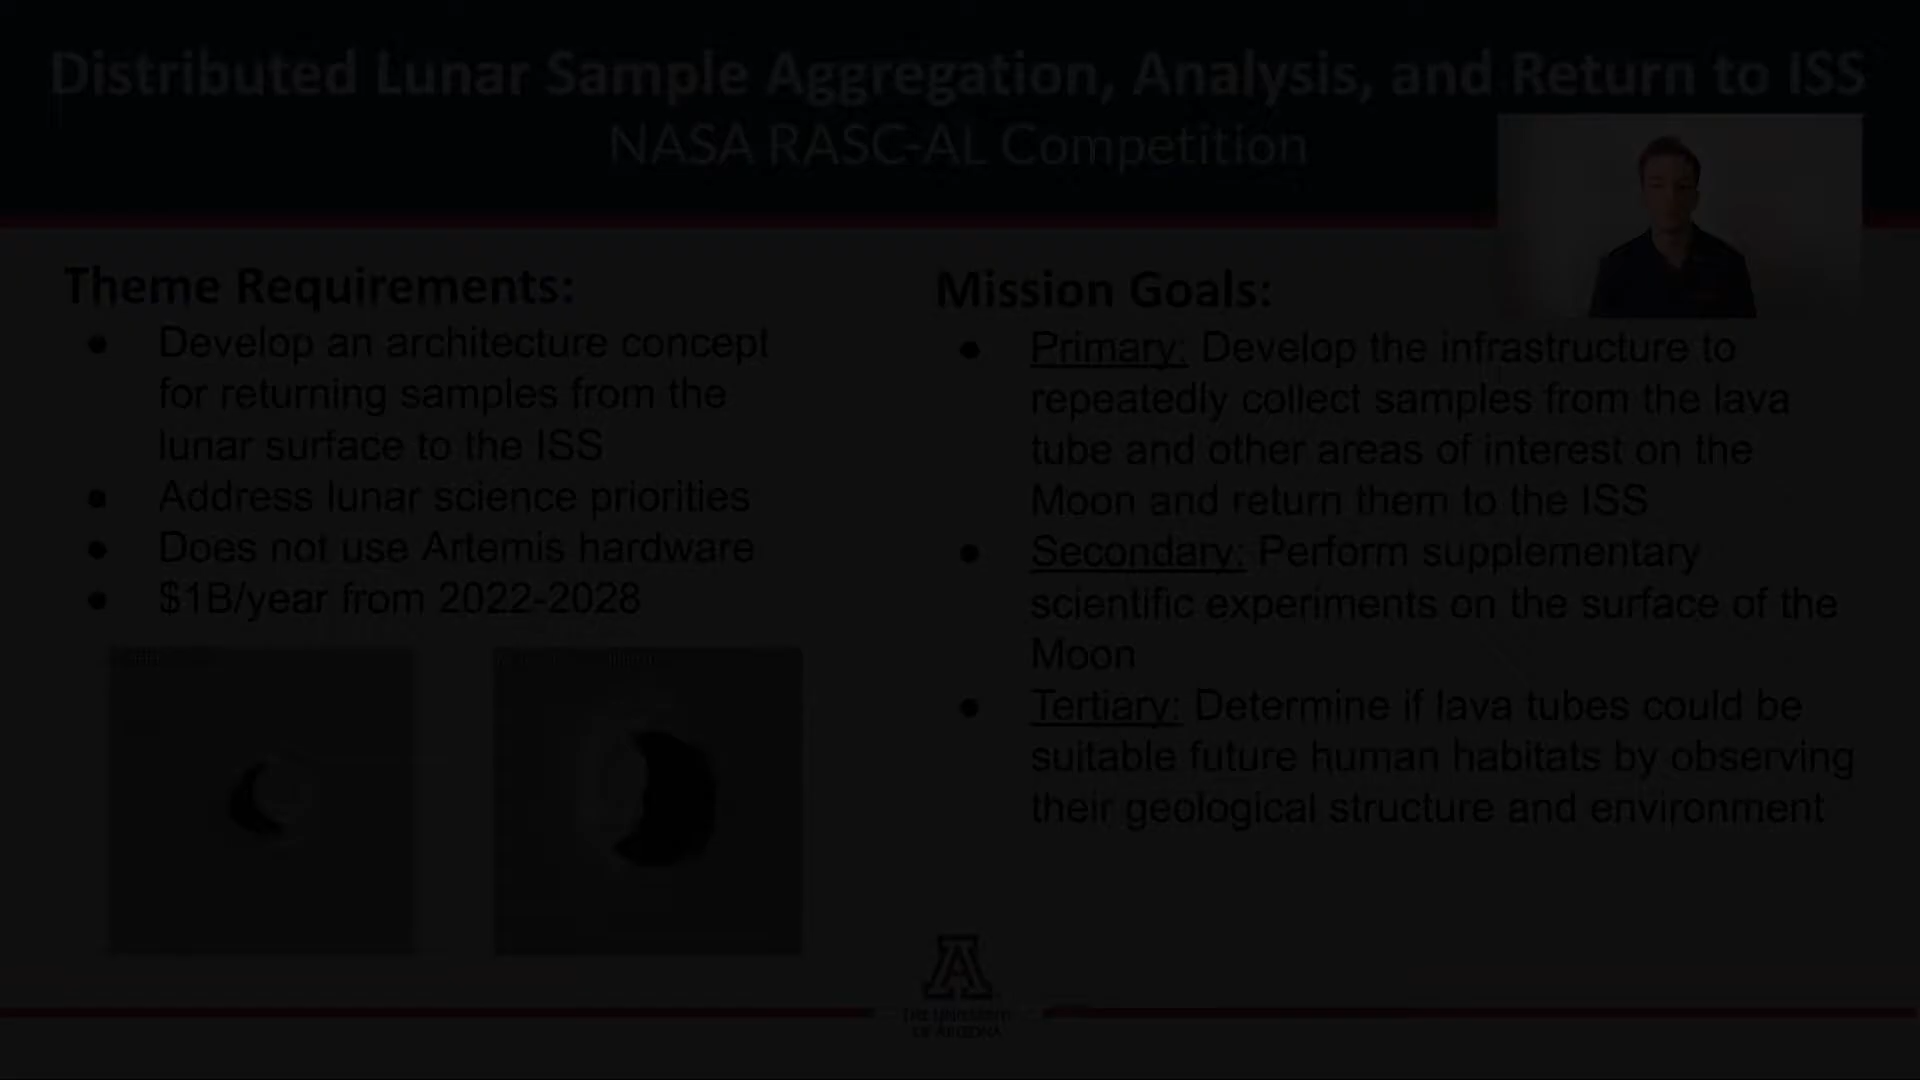 Distributed Lunar Sample Aggregation, Analysis, and Return to ISS
NASA RASC-AL Competition
Theme Requirements:
● Develop an architecture concept
for returning samples from the
lunar surface to the ISS
● Address lunar science priorities
● Does not use Artemis hardware
● $1B/year from 2022-2028
Mission Goals:
● Primary: Develop the infrastructure to
repeatedly collect samples from the lava
tube and other areas of interest on the
Moon and return them to the ISS
● Secondary: Perform supplementary
scientific experiments on the surface of the
Moon
● Tertiary: Determine if lava tubes could be
suitable future human habitats by observing
their geological structure and environment
A
THE UNIVERSITY
OF ARIZONA